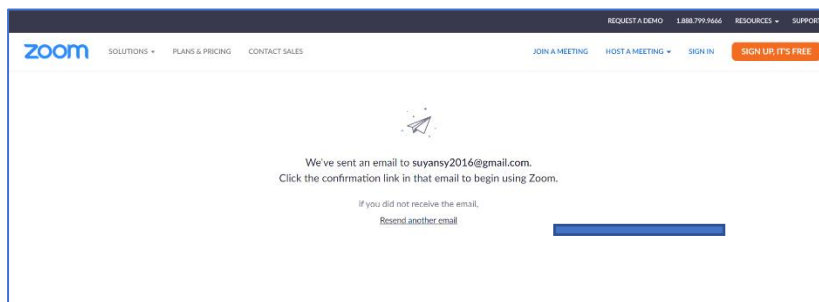 REQUEST A DEMO 1.888.799.9666 RESOURCES SUPPORT
zoom SOLUTIONS PLANS & PRICING CONTACT SALES JOIN A MEETING HOST A MEETING SIGN IN SIGN UP, IT'S FREE
We've sent an email to suyansy2016@gmail.com.
Click the confirmation link in that email to begin using Zoom.
If you did not receive the email,
Resend another email